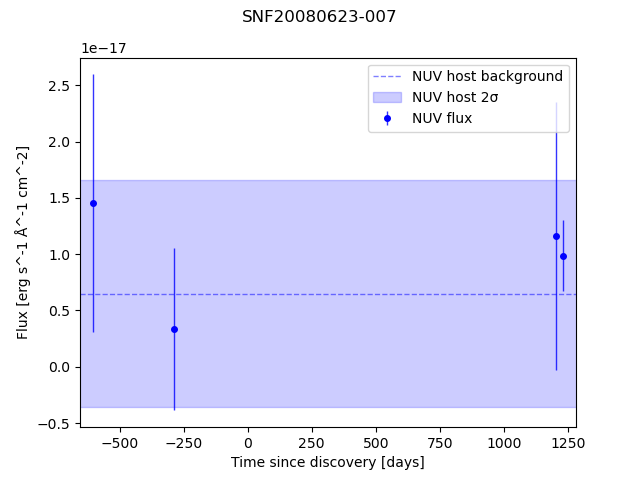 SNF20080623-007
1e−17
NUV host background
NUV host 2σ
NUV flux
2.5
2.0
1.5
1.0
0.5
0.0
−0.5
Flux [erg s^-1 Å^-1 cm^-2]
−500
−250
0
250
500
750
1000
1250
Time since discovery [days]